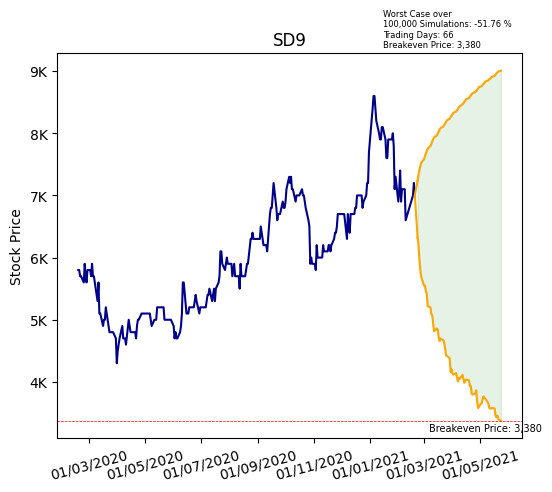 Worst Case over
100,000 Simulations: -51.76 %
Trading Days: 66
Breakeven Price: 3,380
SD9
Stock Price
9K
8K
7K
6K
5K
4K
Breakeven Price: 3,380
01/03/2020
01/05/2020
01/07/2020
01/09/2020
01/11/2020
01/01/2021
01/03/2021
01/05/2021